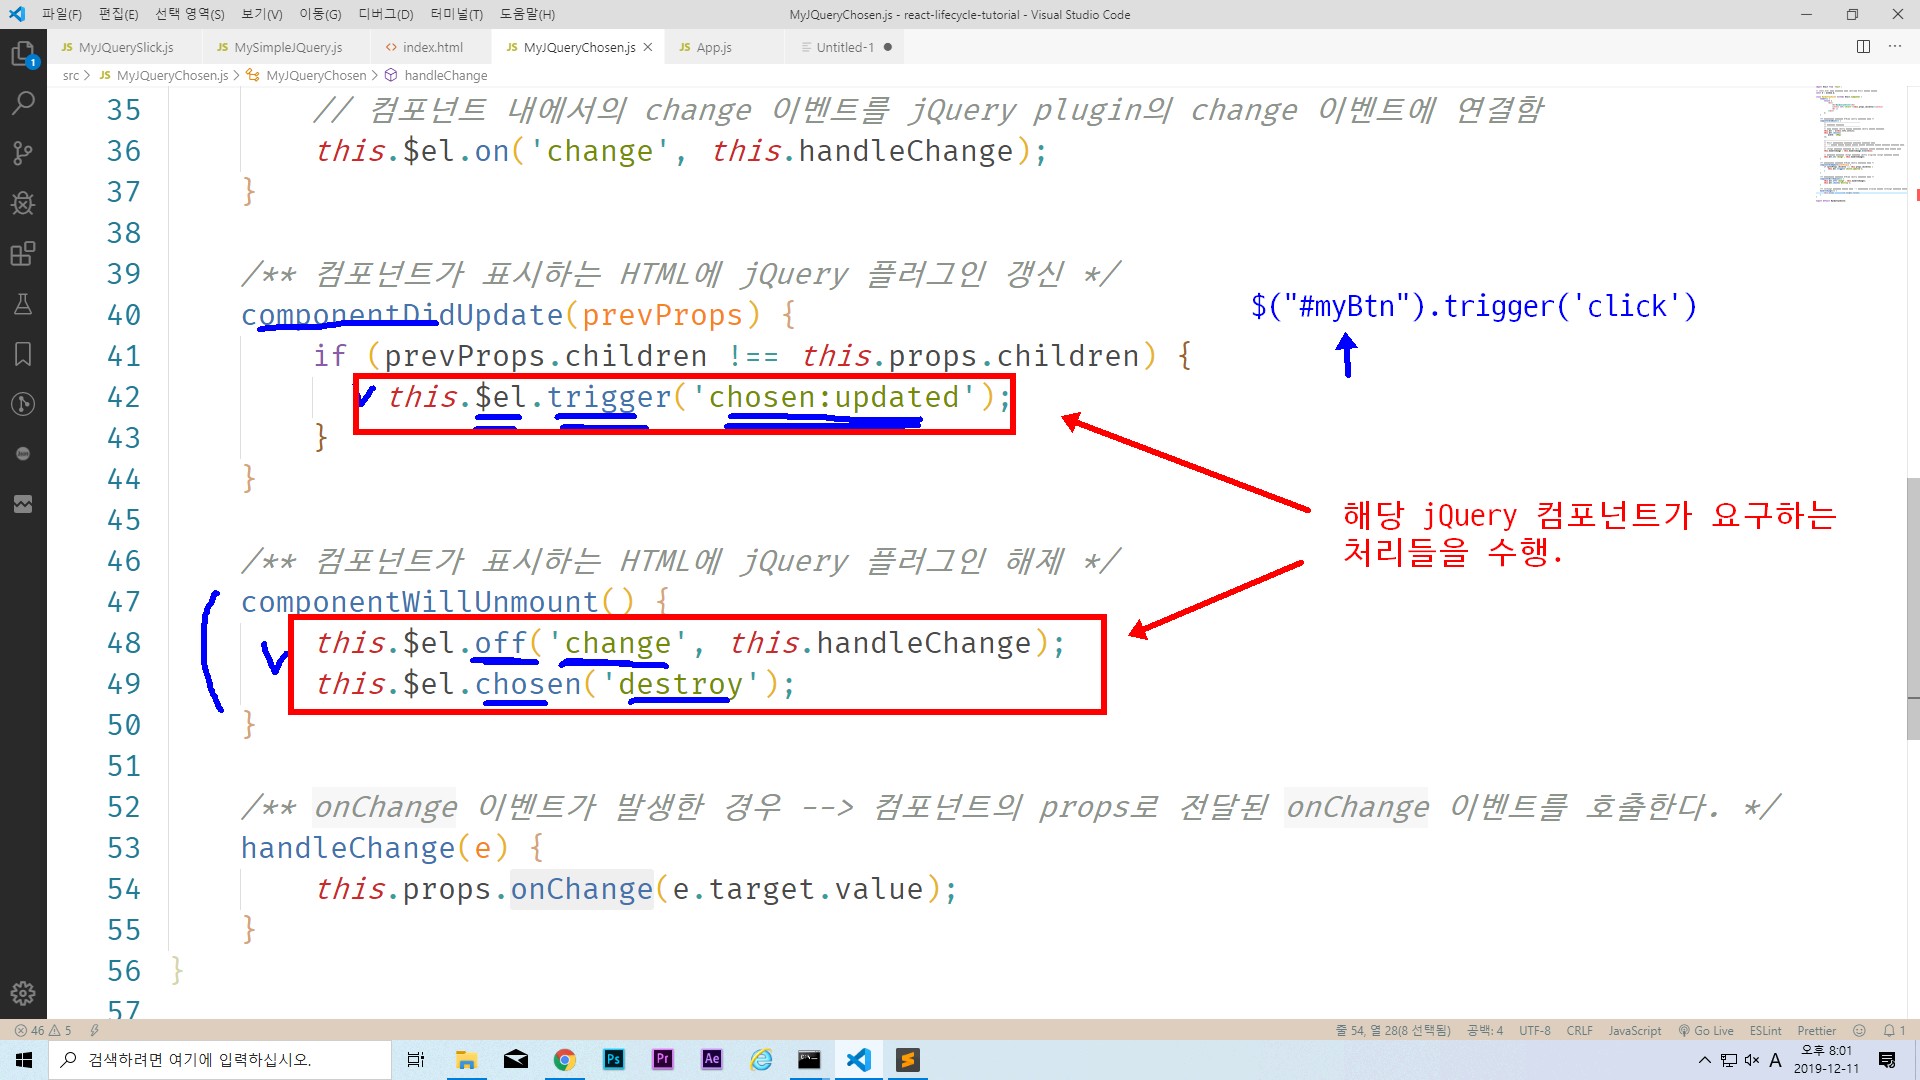 파일(F) 편집(E) 선택 영역(S) 보기(V) 이동(G) 디버그(D) 터미널(T) 도움말(H)
MyJQueryChosen.js - react-lifecycle-tutorial - Visual Studio Code
JS MyJQuerySlick.js JS MySimpleJQuery.js <> index.html JS MyJQueryChosen.js JS App.js Untitled-1
src > JS MyJQueryChosen.js > MyJQueryChosen > handleChange
1
35 // 컴포넌트 내에서의 change 이벤트를 jQuery plugin의 change 이벤트에 연결함
36 this.$el.on('change', this.handleChange);
37 }
38
39 /** 컴포넌트가 표시하는 HTML에 jQuery 플러그인 갱신 */
40 componentDidUpdate(prevProps) {
$("#myBtn").trigger('click')
41 if (prevProps.children !== this.props.children) {
42 this.$el.trigger('chosen:updated');
43 }
44 }
45
해당 jQuery 컴포넌트가 요구하는
처리들을 수행.
46 /** 컴포넌트가 표시하는 HTML에 jQuery 플러그인 해제 */
47 componentWillUnmount() {
48 this.$el.off('change', this.handleChange);
49 this.$el.chosen('destroy');
50 }
51
52 /** onChange 이벤트가 발생한 경우 --> 컴포넌트의 props로 전달된 onChange 이벤트를 호출한다. */
53 handleChange(e) {
54 this.props.onChange(e.target.value);
55 }
56 }
57
46 5 줄 54, 열 28(8 선택됨) 공백: 4 UTF-8 CRLF JavaScript Go Live ESLint Prettier 1
검색하려면 여기에 입력하십시오. Ps Pr Ae A 오후 8:01
2019-12-11